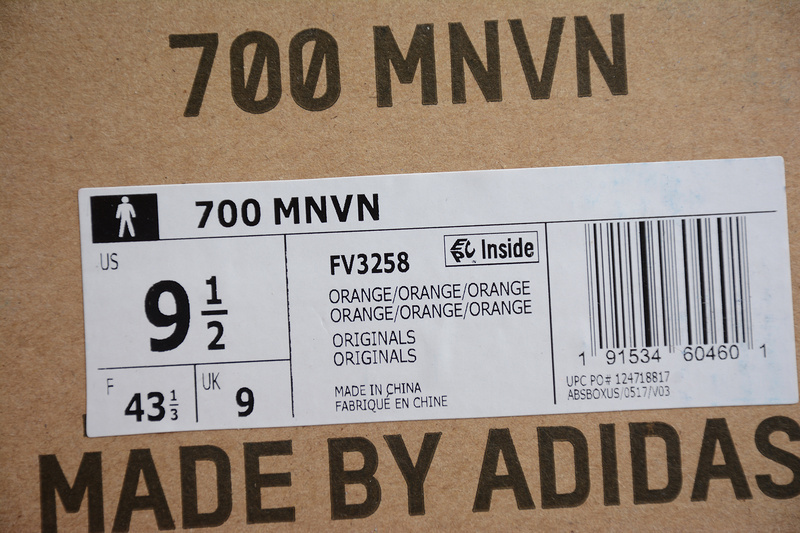 700 MNVN
700 MNVN
US
9 1/2
F
43 1/3
UK
9
FV3258
Inside
ORANGE/ORANGE/ORANGE
ORANGE/ORANGE/ORANGE
ORIGINALS
ORIGINALS
MADE IN CHINA
FABRIQUÉ EN CHINE
1 91534 60460 1
UPC PO# 124718817
ABSBOXUS/0517/V03
MADE BY ADIDAS